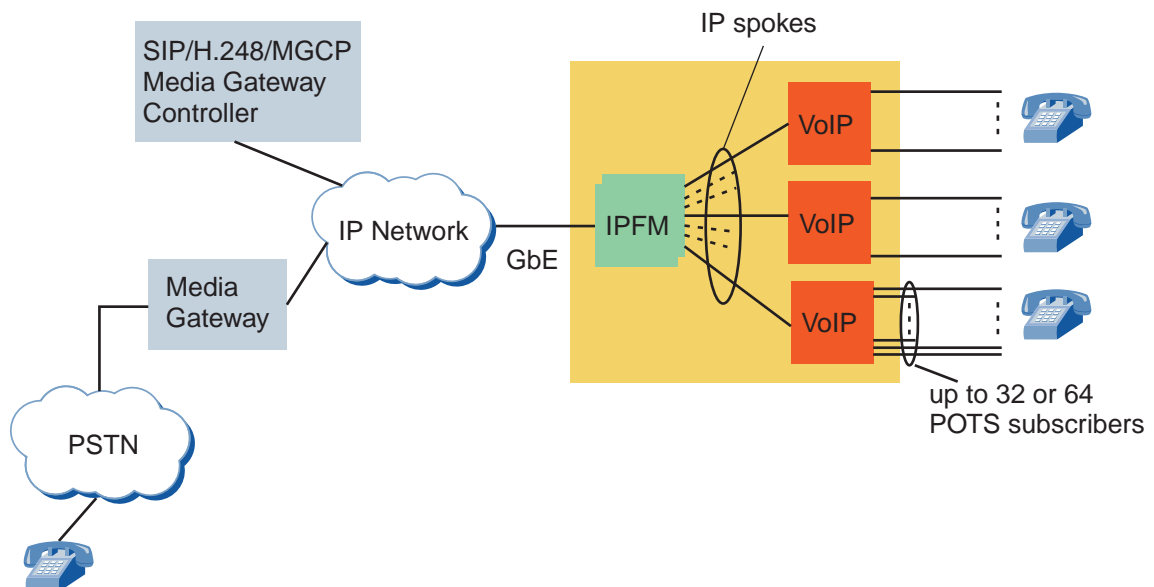 IP spokes
SIP/H.248/MGCP
Media Gateway
Controller
VoIP
IP Network
GbE
IPFM
VoIP
Media
Gateway
VoIP
up to 32 or 64
POTS subscribers
PSTN